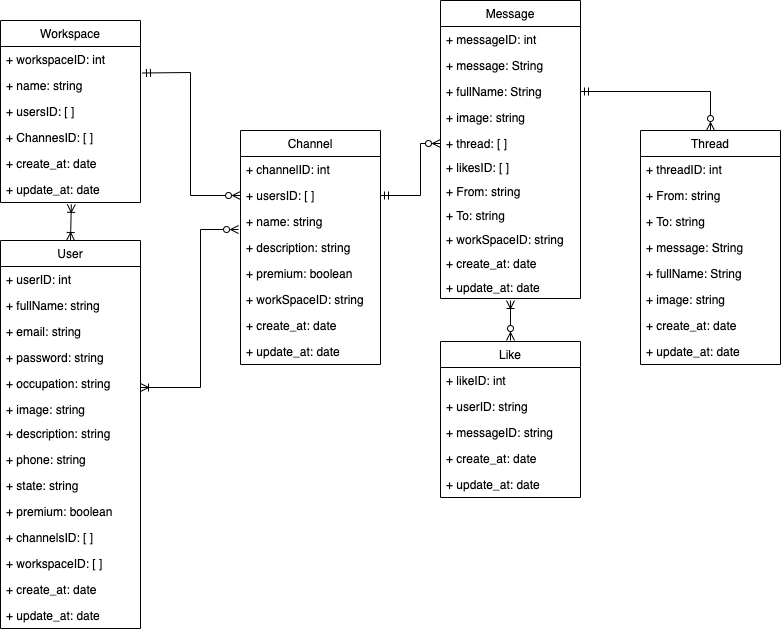 Workspace
+ workspaceID: int
+ name: string
+ usersID: [ ]
+ ChannesID: [ ]
+ create_at: date
+ update_at: date
User
+ userID: int
+ fullName: string
+ email: string
+ password: string
+ occupation: string
+ image: string
+ description: string
+ phone: string
+ state: string
+ premium: boolean
+ channelsID: [ ]
+ workspaceID: [ ]
+ create_at: date
+ update_at: date
Channel
+ channelID: int
+ usersID: [ ]
+ name: string
+ description: string
+ premium: boolean
+ workSpaceID: string
+ create_at: date
+ update_at: date
Message
+ messageID: int
+ message: String
+ fullName: String
+ image: string
+ thread: [ ]
+ likesID: [ ]
+ From: string
+ To: string
+ workSpaceID: string
+ create_at: date
+ update_at: date
Like
+ likeID: int
+ userID: string
+ messageID: string
+ create_at: date
+ update_at: date
Thread
+ threadID: int
+ From: string
+ To: string
+ message: String
+ fullName: String
+ image: string
+ create_at: date
+ update_at: date